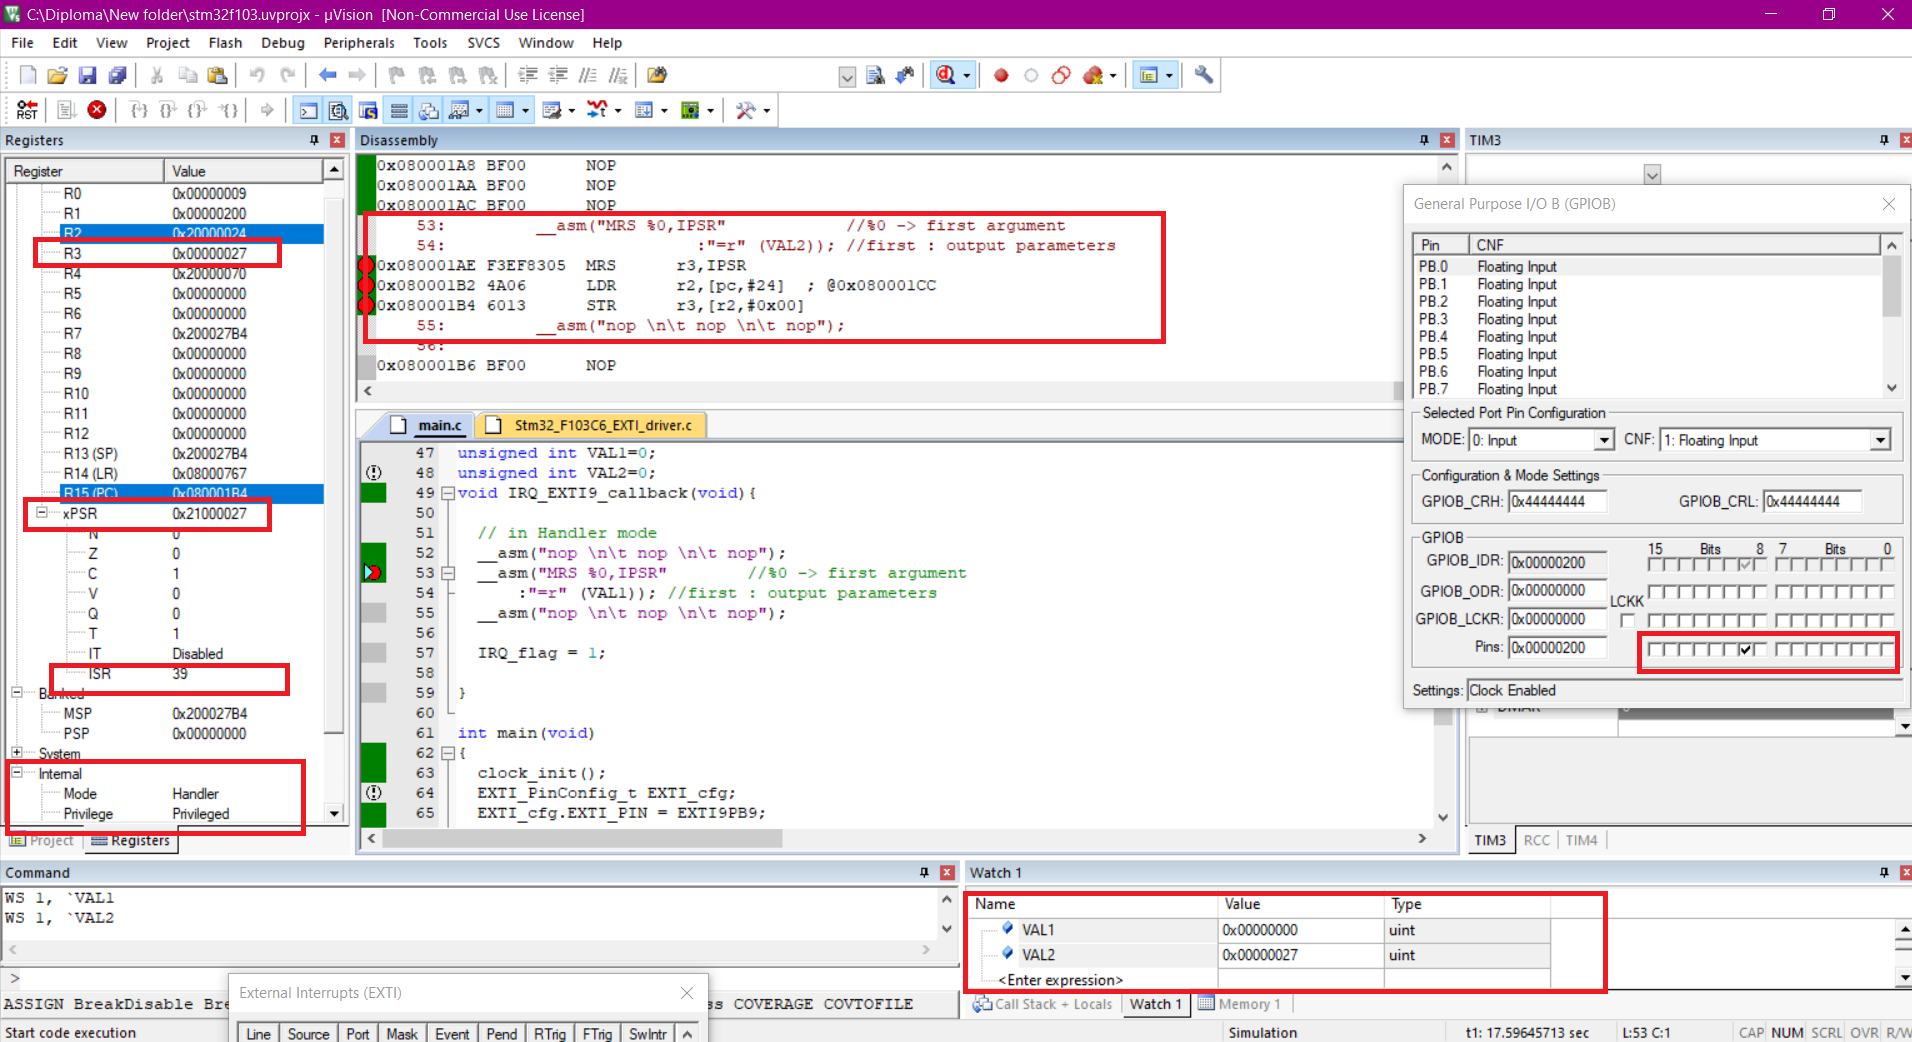 C:\Diploma\New folder\stm32f103.uvprojx - µVision  [Non-Commercial Use License]
File Edit View Project Flash Debug Peripherals Tools SVCS Window Help
Registers
Register Value
R0 0x00000009
R1 0x00000200
R2 0x20000024
R3 0x00000027
R4 0x20000070
R5 0x00000000
R6 0x00000000
R7 0x200027B4
R8 0x00000000
R9 0x00000000
R10 0x00000000
R11 0x00000000
R12 0x00000000
R13 (SP) 0x200027B4
R14 (LR) 0x08000767
R15 (PC) 0x080001B4
xPSR 0x21000027
N 0
Z 0
C 1
V 0
Q 0
T 1
IT Disabled
ISR 39
Banked
MSP 0x200027B4
PSP 0x00000000
System
Internal
Mode Handler
Privilege Privileged
Project Registers
Disassembly
0x080001A8 BF00 NOP
0x080001AA BF00 NOP
0x080001AC BF00 NOP
53: __asm("MRS %0,IPSR" //%0 -> first argument
54: :"=r" (VAL2)); //first : output parameters
0x080001AE F3EF8305 MRS r3,IPSR
0x080001B2 4A06 LDR r2,[pc,#24] ; @0x080001CC
0x080001B4 6013 STR r3,[r2,#0x00]
55: __asm("nop \n\t nop \n\t nop");
56:
0x080001B6 BF00 NOP
main.c Stm32_F103C6_EXTI_driver.c
47 unsigned int VAL1=0;
48 unsigned int VAL2=0;
49 void IRQ_EXTI9_callback(void){
50
51 // in Handler mode
52 __asm("nop \n\t nop \n\t nop");
53 __asm("MRS %0,IPSR" //%0 -> first argument
54 :"=r" (VAL1)); //first : output parameters
55 __asm("nop \n\t nop \n\t nop");
56
57 IRQ_flag = 1;
58
59 }
60
61 int main(void)
62 {
63 clock_init();
64 EXTI_PinConfig_t EXTI_cfg;
65 EXTI_cfg.EXTI_PIN = EXTI9PB9;
TIM3
General Purpose I/O B (GPIOB)
Pin CNF
PB.0 Floating Input
PB.1 Floating Input
PB.2 Floating Input
PB.3 Floating Input
PB.4 Floating Input
PB.5 Floating Input
PB.6 Floating Input
PB.7 Floating Input
Selected Port Pin Configuration
MODE: 0: Input CNF: 1: Floating Input
Configuration & Mode Settings
GPIOB_CRH: 0x44444444 GPIOB_CRL: 0x44444444
GPIOB
15 Bits 8 7 Bits 0
GPIOB_IDR: 0x00000200
GPIOB_ODR: 0x00000000
LCKK
GPIOB_LCKR: 0x00000000
Pins: 0x00000200
Settings: Clock Enabled
DMAR
TIM3 RCC TIM4
Command
WS 1, `VAL1
WS 1, `VAL2
>
ASSIGN BreakDisable COVERAGE COVTOFILE
External Interrupts (EXTI)
Line Source Port Mask Event Pend RTrig FTrig SwIntr
Watch 1
Name Value Type
VAL1 0x00000000 uint
VAL2 0x00000027 uint
<Enter expression>
Call Stack + Locals Watch 1 Memory 1
Start code execution
Simulation t1: 17.59645713 sec L:53 C:1 CAP NUM SCRL OVR R/W